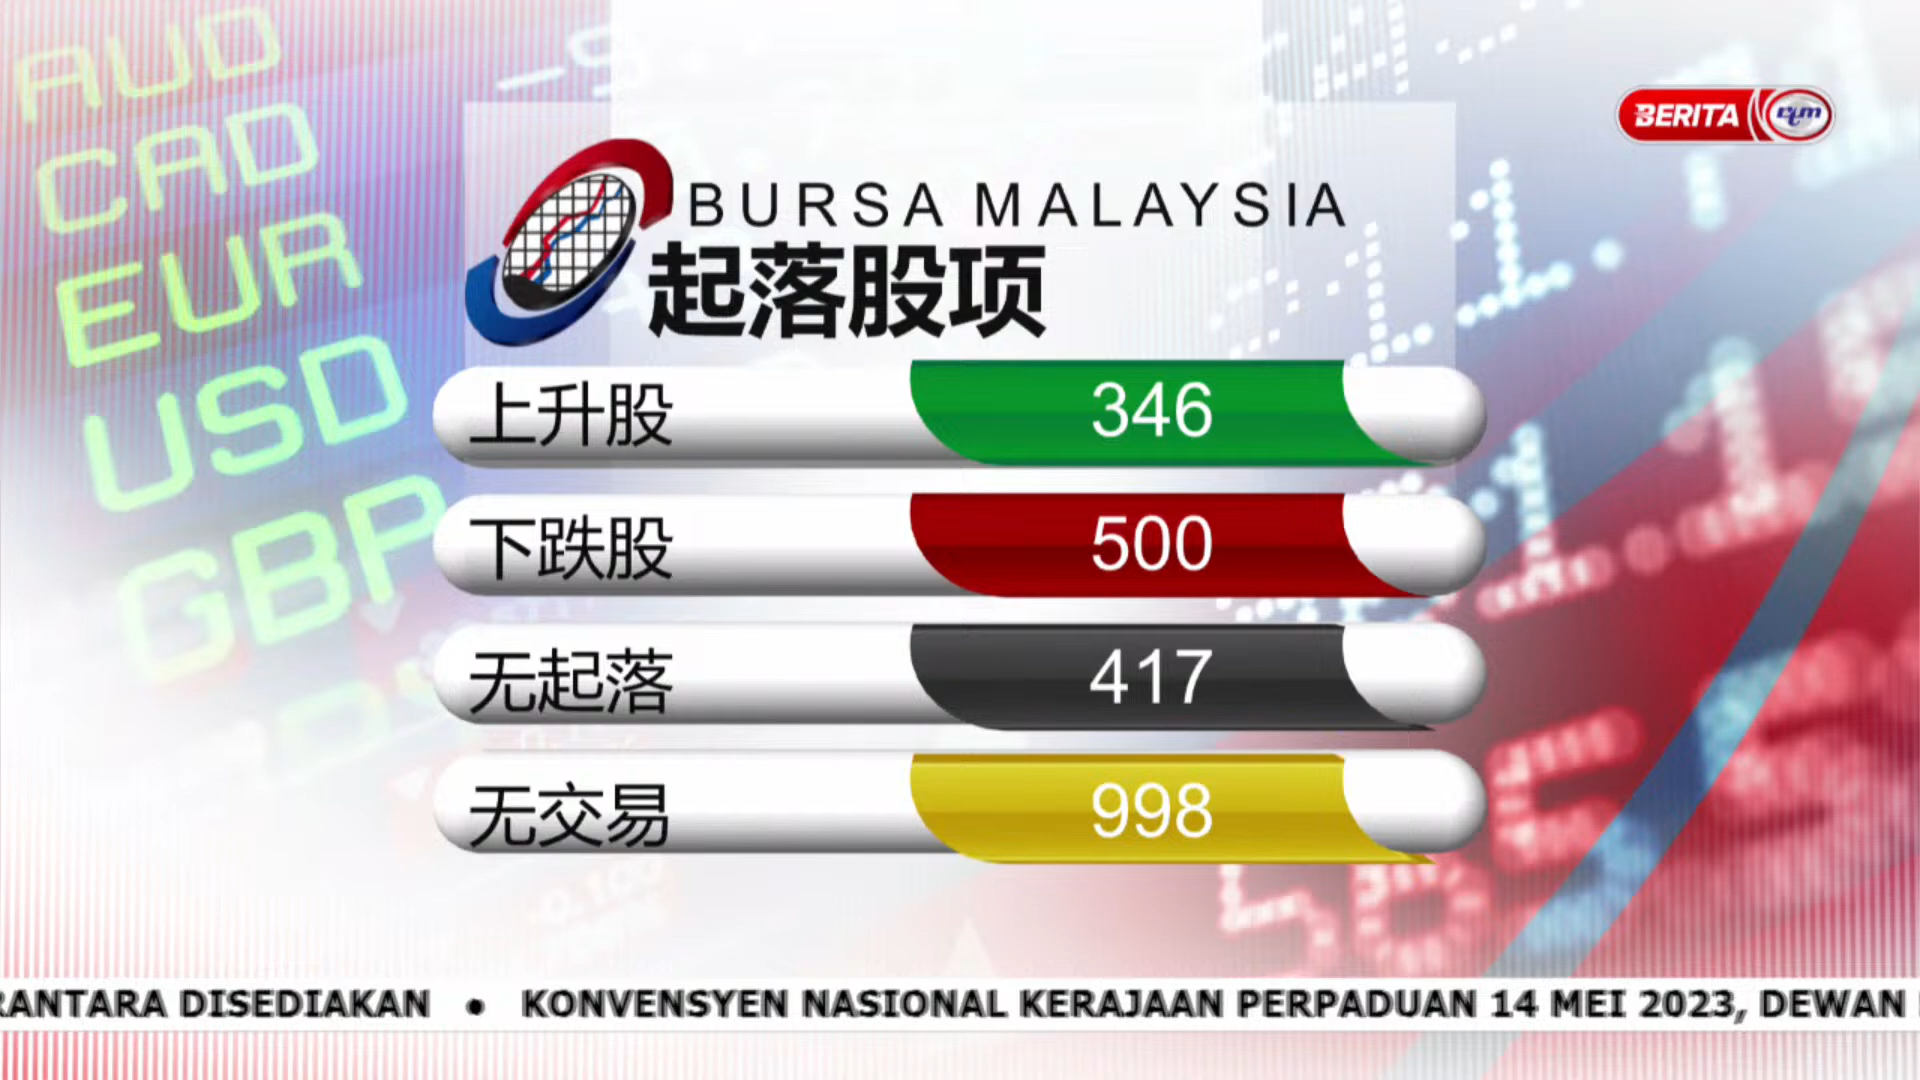 AUD
CAD
EUR
USD
GBP
BERITA rtm
BURSA MALAYSIA
起落股项
上升股 346
下跌股 500
无起落 417
无交易 998
RANTARA DISEDIAKAN • KONVENSYEN NASIONAL KERAJAAN PERPADUAN 14 MEI 2023, DEWAN